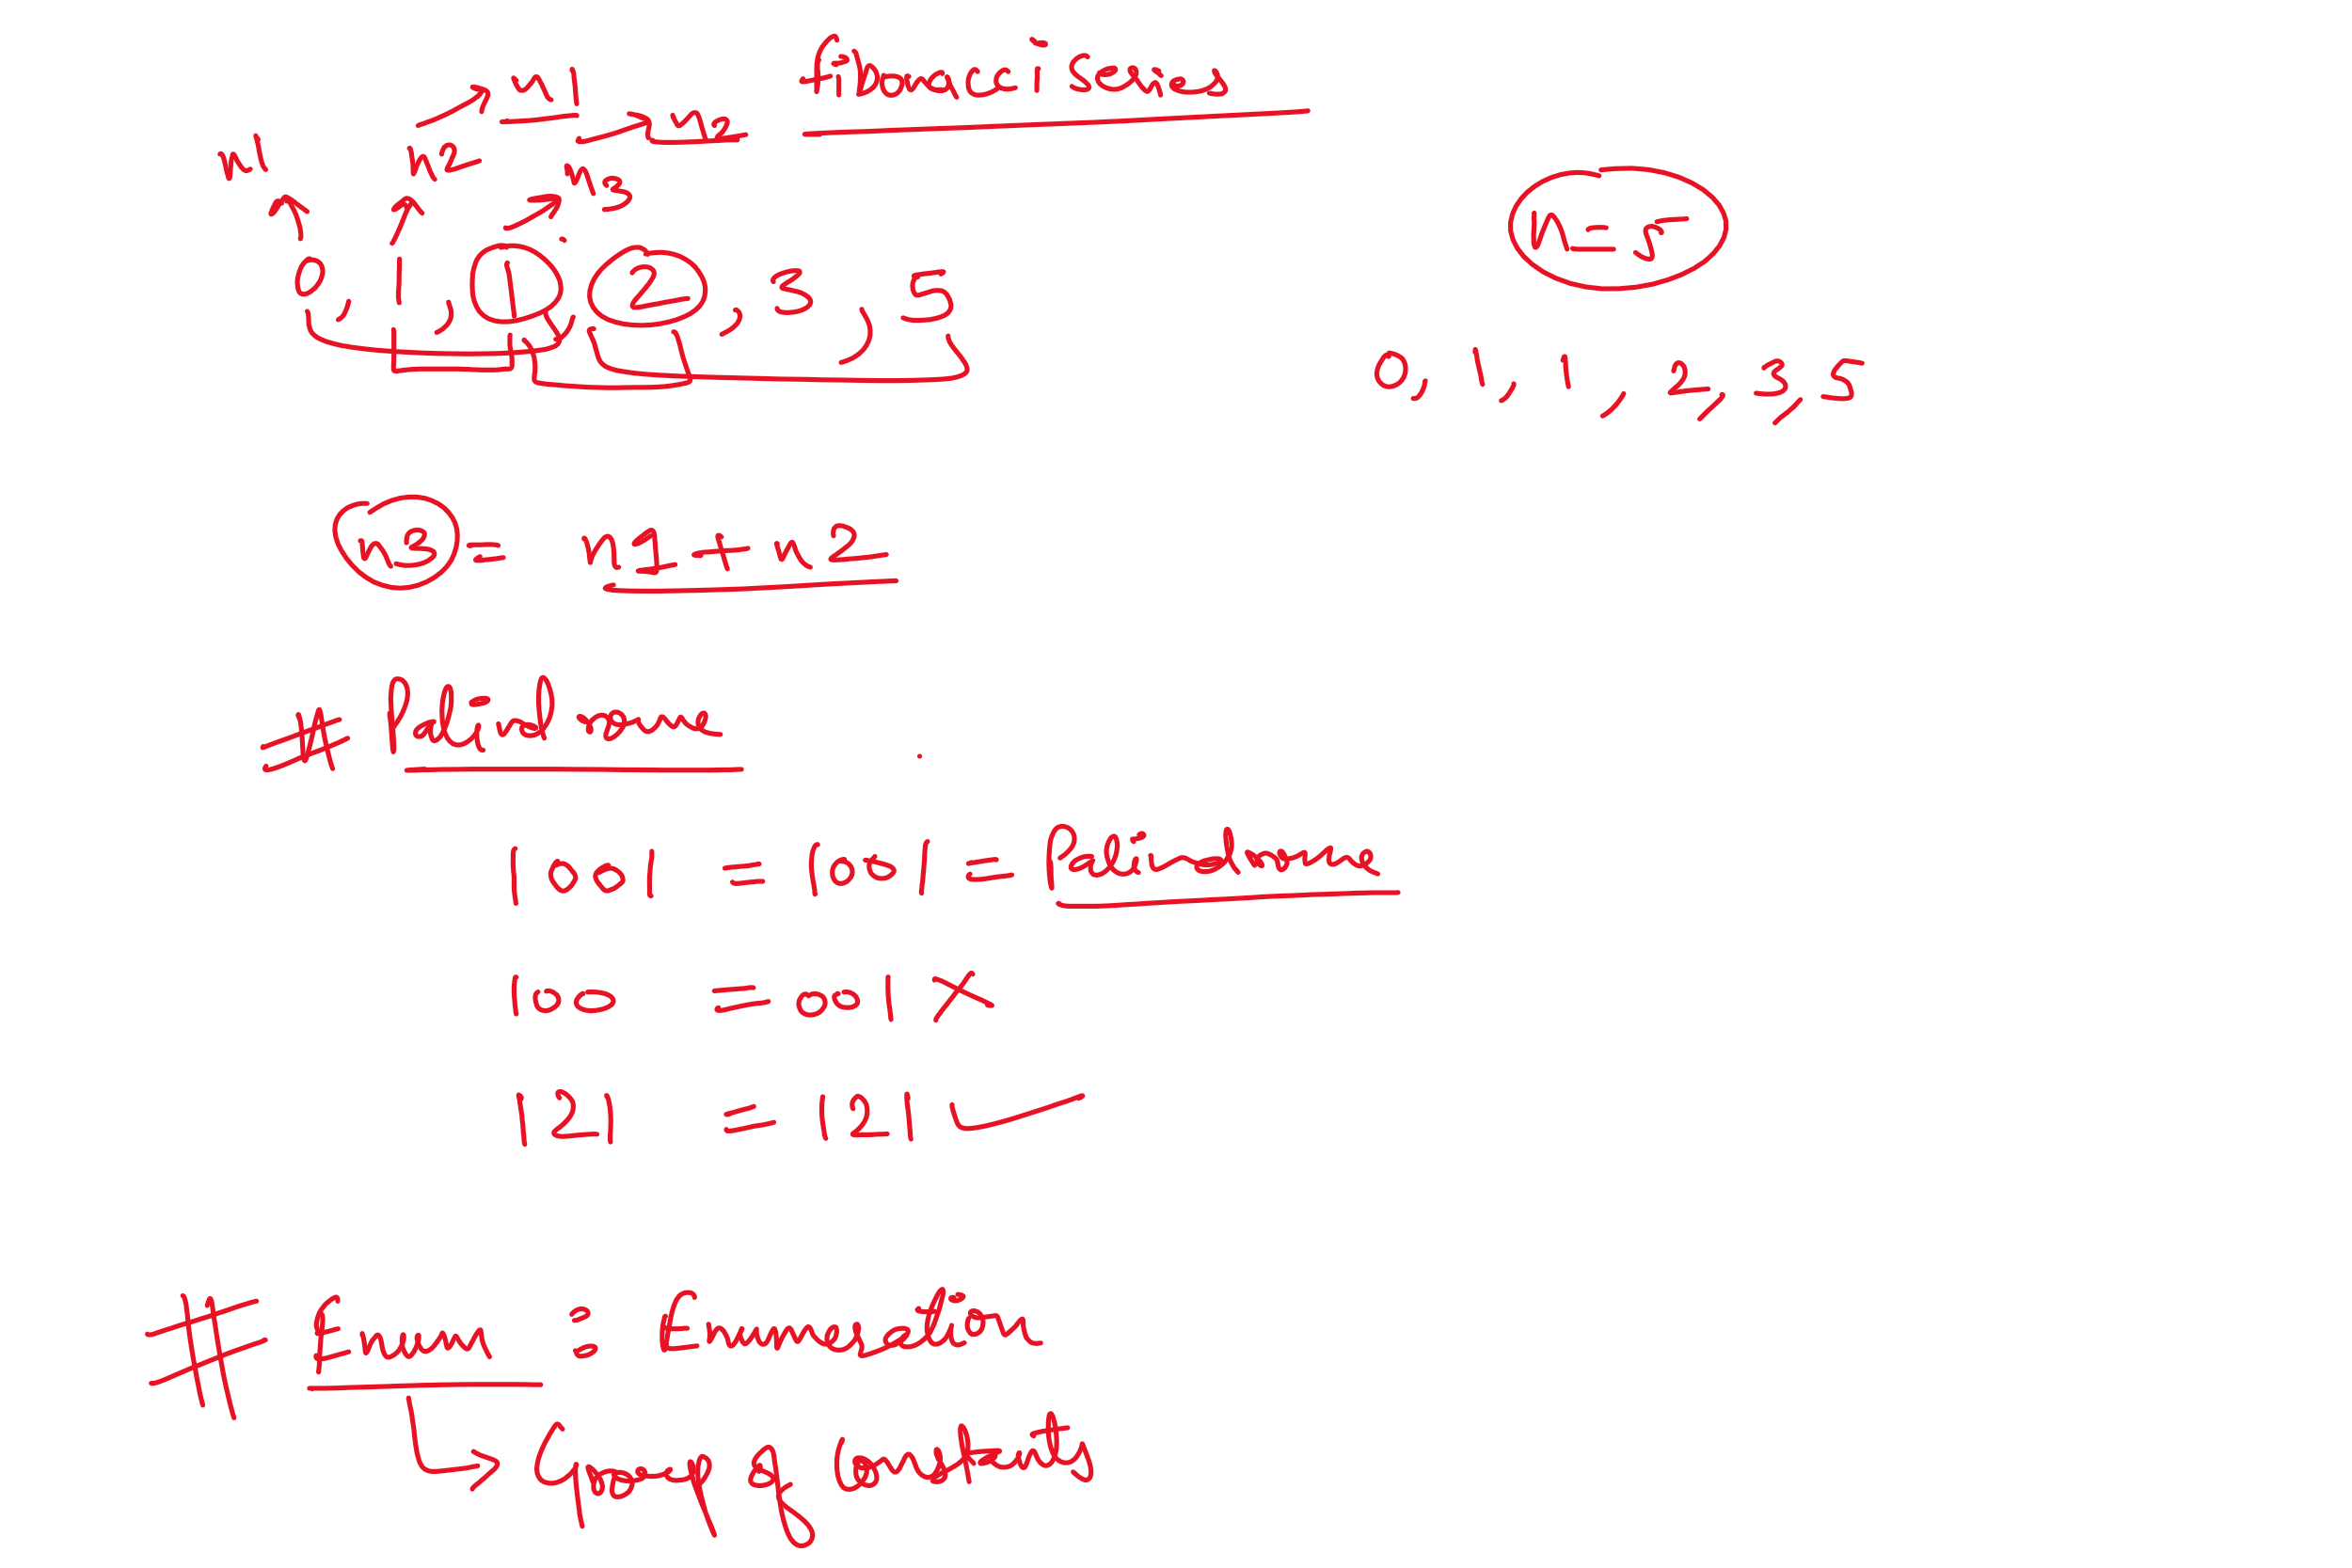 fibonacci series
n1
n2
n1
n2
n3
0, 1, 1, 2, 3, 5
n = 5
0, 1, 1, 2, 3, 5
n3 = n1 + n2
# Palindrome
1001 = 1001 = Palindrome
100 = 001 ×
121 = 121 ✓
# Enum = Enumeration
Group of constants